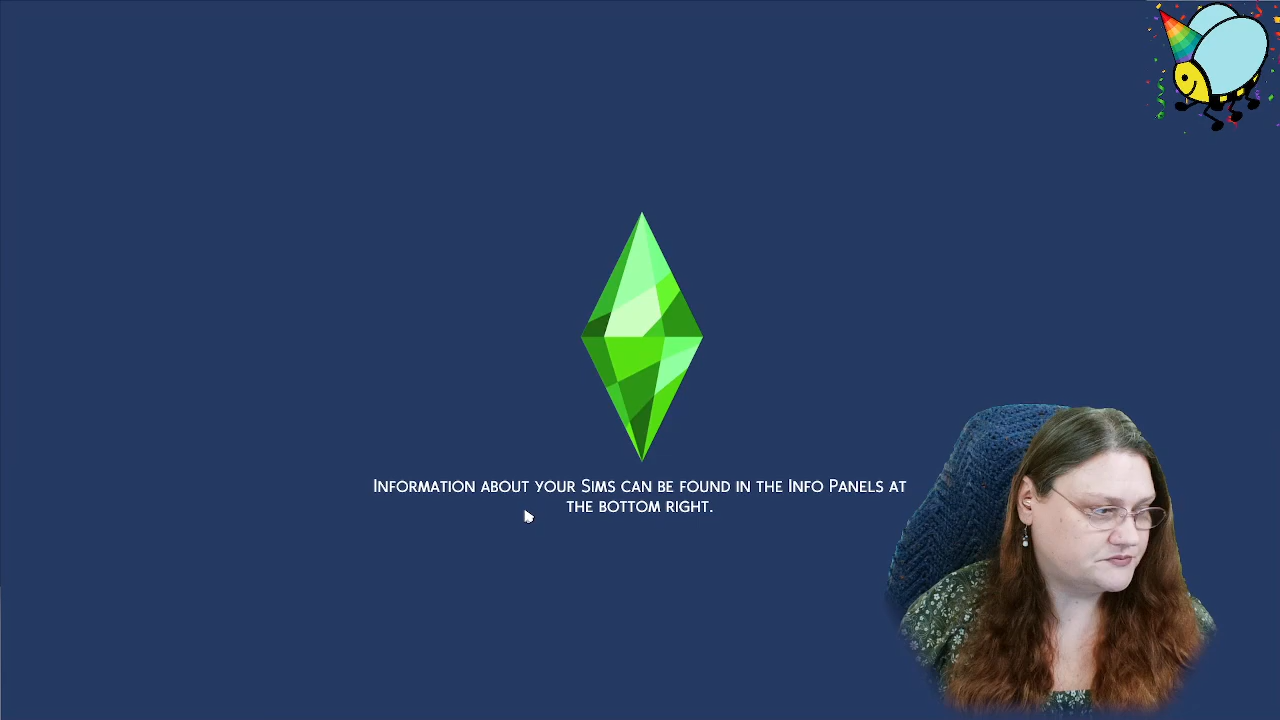 Information about your Sims can be found in the Info Panels at
the bottom right.